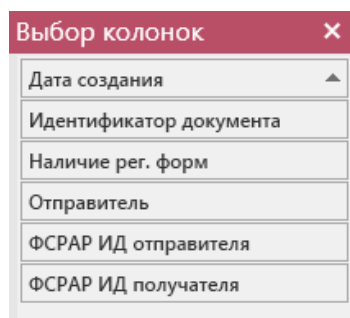 Выбор колонок
Дата создания
Идентификатор документа
Наличие рег. форм
Отправитель
ФСРАР ИД отправителя
ФСРАР ИД получателя